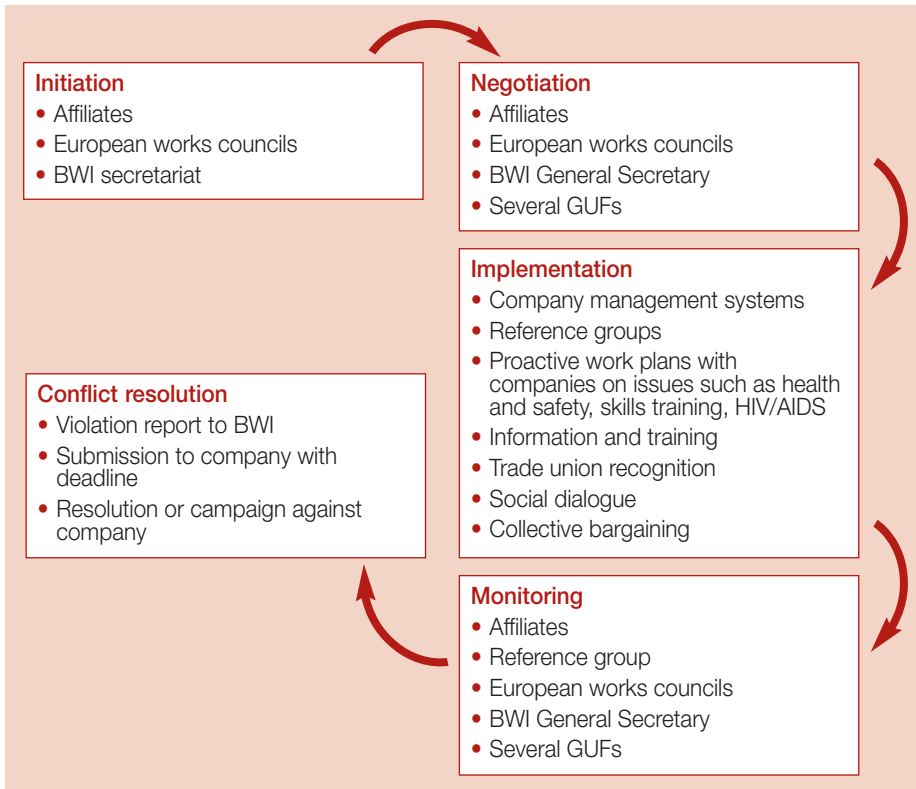 Initiation
• Affiliates
• European works councils
• BWI secretariat
Negotiation
• Affiliates
• European works councils
• BWI General Secretary
• Several GUFs
Implementation
• Company management systems
• Reference groups
• Proactive work plans with
companies on issues such as health
and safety, skills training, HIV/AIDS
• Information and training
• Trade union recognition
• Social dialogue
• Collective bargaining
Monitoring
• Affiliates
• Reference group
• European works councils
• BWI General Secretary
• Several GUFs
Conflict resolution
• Violation report to BWI
• Submission to company with
deadline
• Resolution or campaign against
company